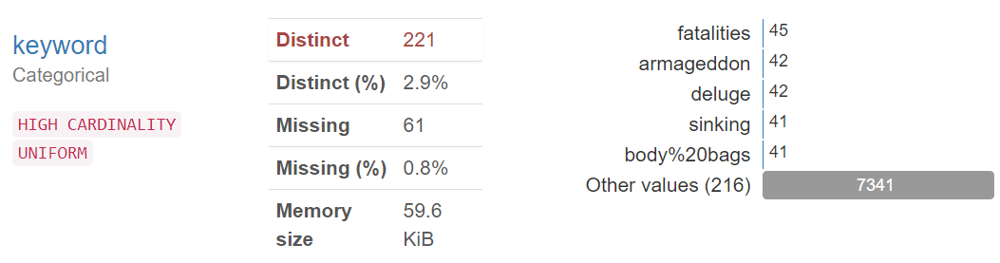 keyword
Categorical
HIGH CARDINALITY
UNIFORM
Distinct 221
Distinct (%) 2.9%
Missing 61
Missing (%) 0.8%
Memory size 59.6 KiB
fatalities 45
armageddon 42
deluge 42
sinking 41
body%20bags 41
Other values (216) 7341